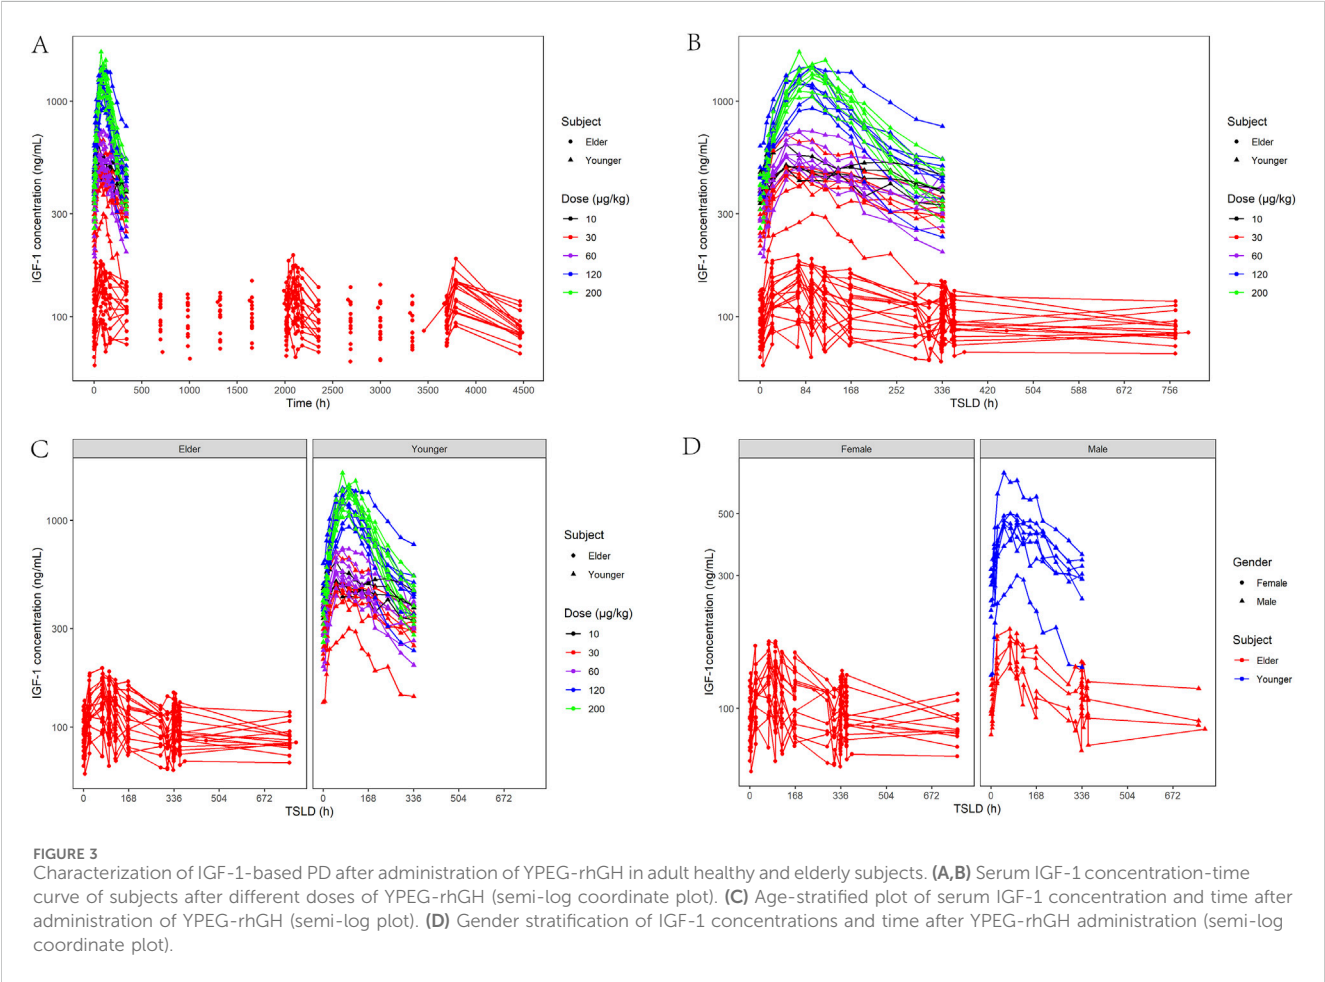 A
IGF-1 concentration (ng/mL)
1000
300
100
0 500 1000 1500 2000 2500 3000 3500 4000 4500
Time (h)
Subject
Elder
Younger
Dose (µg/kg)
10
30
60
120
200
B
IGF-1 concentration (ng/mL)
1000
300
100
0 84 168 252 336 420 504 588 672 756
TSLD (h)
Subject
Elder
Younger
Dose (µg/kg)
10
30
60
120
200
C
Elder Younger
IGF-1 concentration (ng/mL)
1000
300
100
0 168 336 504 672 0 168 336 504 672
TSLD (h)
Subject
Elder
Younger
Dose (µg/kg)
10
30
60
120
200
D
Female Male
IGF-1concentration (ng/mL)
500
300
100
0 168 336 504 672 0 168 336 504 672
TSLD (h)
Gender
Female
Male
Subject
Elder
Younger
FIGURE 3
Characterization of IGF-1-based PD after administration of YPEG-rhGH in adult healthy and elderly subjects. (A,B) Serum IGF-1 concentration-time
curve of subjects after different doses of YPEG-rhGH (semi-log coordinate plot). (C) Age-stratified plot of serum IGF-1 concentration and time after
administration of YPEG-rhGH (semi-log plot). (D) Gender stratification of IGF-1 concentrations and time after YPEG-rhGH administration (semi-log
coordinate plot).